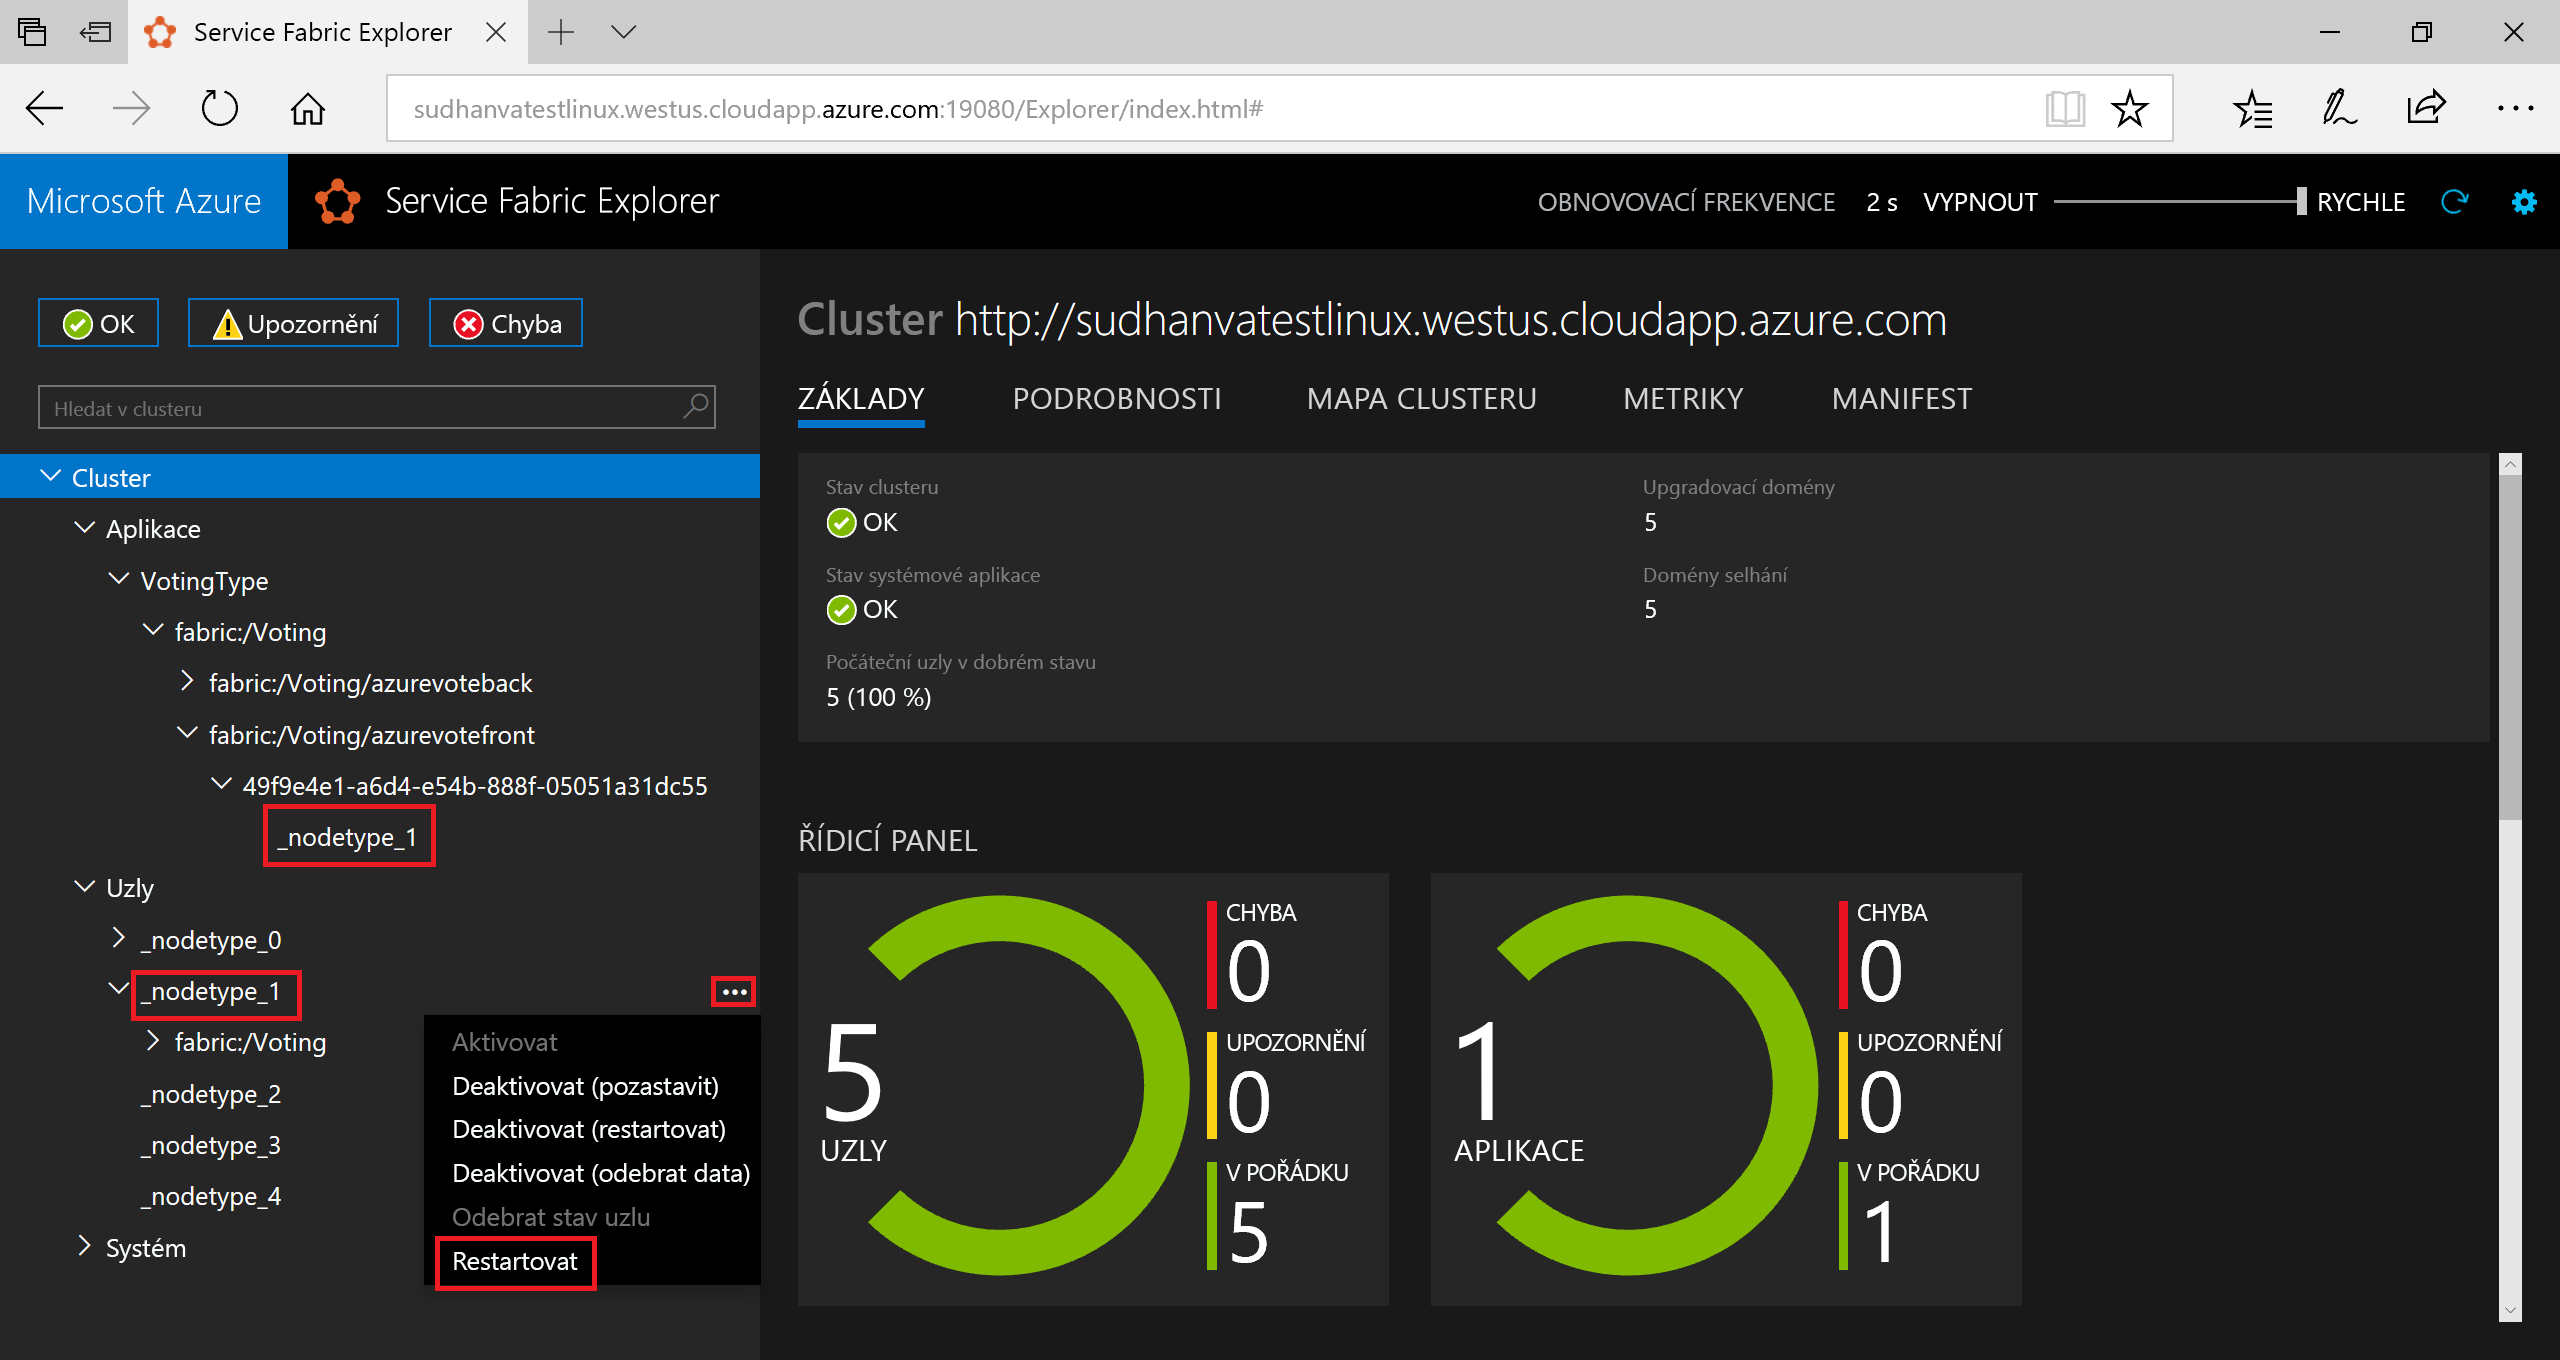 Service Fabric Explorer
sudhanvatestlinux.westus.cloudapp.azure.com:19080/Explorer/index.html#
Microsoft Azure
Service Fabric Explorer
OBNOVOVACÍ FREKVENCE 2 s VYPNOUT RYCHLE
OK
Upozornění
Chyba
Hledat v clusteru
Cluster
Aplikace
VotingType
fabric:/Voting
fabric:/Voting/azurevoteback
fabric:/Voting/azurevotefront
49f9e4e1-a6d4-e54b-888f-05051a31dc55
_nodetype_1
Uzly
_nodetype_0
_nodetype_1
fabric:/Voting
_nodetype_2
_nodetype_3
_nodetype_4
Systém
Aktivovat
Deaktivovat (pozastavit)
Deaktivovat (restartovat)
Deaktivovat (odebrat data)
Odebrat stav uzlu
Restartovat
Cluster http://sudhanvatestlinux.westus.cloudapp.azure.com
ZÁKLADY
PODROBNOSTI
MAPA CLUSTERU
METRIKY
MANIFEST
Stav clusteru
OK
Upgradovací domény
5
Stav systémové aplikace
OK
Domény selhání
5
Počáteční uzly v dobrém stavu
5 (100 %)
ŘÍDICÍ PANEL
5
UZLY
CHYBA
0
UPOZORNĚNÍ
0
V POŘÁDKU
5
1
APLIKACE
CHYBA
0
UPOZORNĚNÍ
0
V POŘÁDKU
1